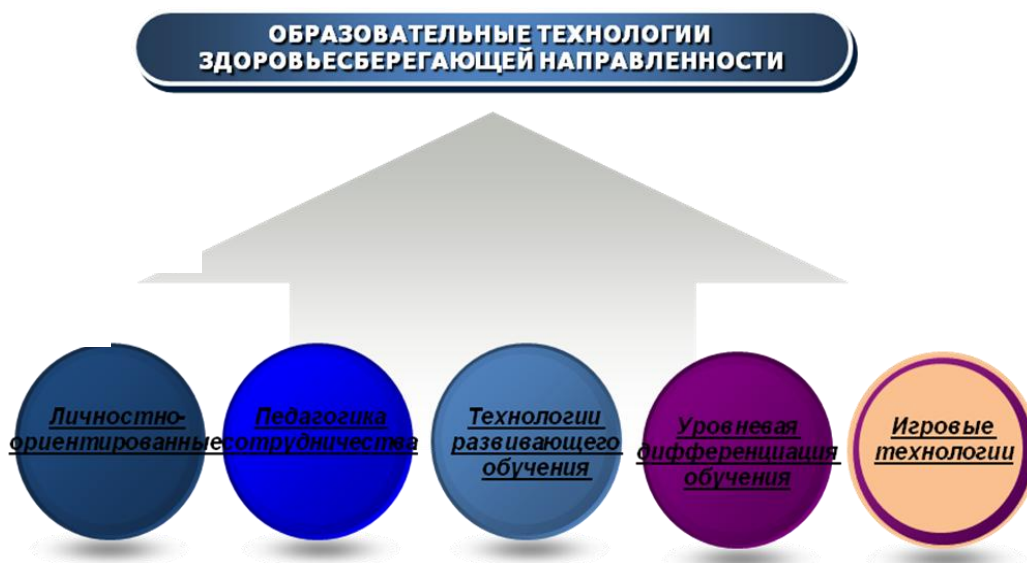 ОБРАЗОВАТЕЛЬНЫЕ ТЕХНОЛОГИИ
ЗДОРОВЬЕСБЕРЕГАЮЩЕЙ НАПРАВЛЕННОСТИ
Личностно-
ориентированные
Педагогика
сотрудничества
Технологии
развивающего
обучения
Уровневая
дифференциация
обучения
Игровые
технологии